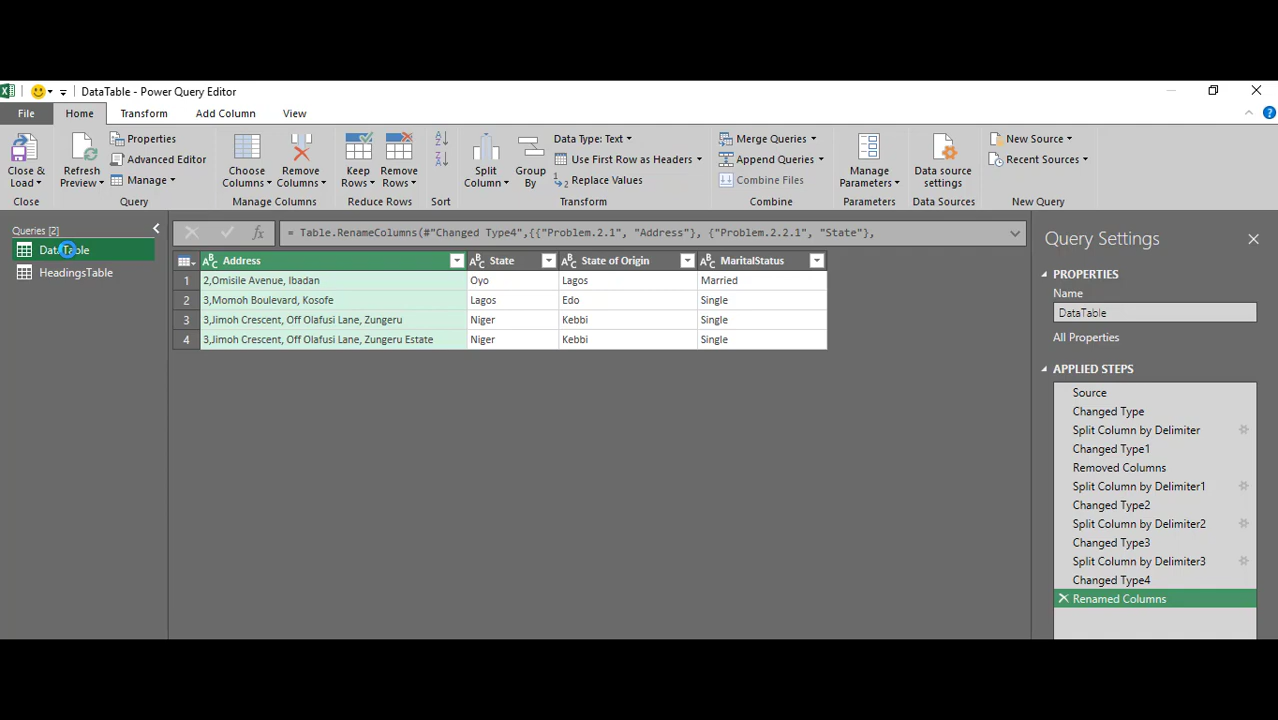 DataTable - Power Query Editor
File Home Transform Add Column View
Close & Load
Refresh Preview
Properties
Advanced Editor
Manage
Choose Columns
Remove Columns
Keep Rows
Remove Rows
Split Column
Group By
Data Type: Text
Use First Row as Headers
Replace Values
Merge Queries
Append Queries
Combine Files
Manage Parameters
Data source settings
New Source
Recent Sources
Close Query Manage Columns Reduce Rows Sort Transform Combine Parameters Data Sources New Query
Queries [2]
DataTable
HeadingsTable
= Table.RenameColumns(#"Changed Type4",{{"Problem.2.1", "Address"}, {"Problem.2.2.1", "State"},
Address State State of Origin MaritalStatus
1 2,Omisile Avenue, Ibadan Oyo Lagos Married
2 3,Momoh Boulevard, Kosofe Lagos Edo Single
3 3,Jimoh Crescent, Off Olafusi Lane, Zungeru Niger Kebbi Single
4 3,Jimoh Crescent, Off Olafusi Lane, Zungeru Estate Niger Kebbi Single
Query Settings
PROPERTIES
Name
DataTable
All Properties
APPLIED STEPS
Source
Changed Type
Split Column by Delimiter
Changed Type1
Removed Columns
Split Column by Delimiter1
Changed Type2
Split Column by Delimiter2
Changed Type3
Split Column by Delimiter3
Changed Type4
Renamed Columns